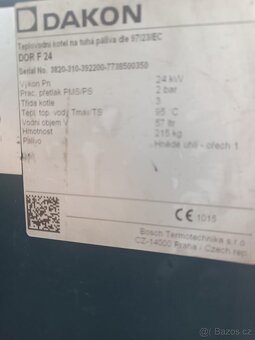 DAKON
Teplovodní kotel na tuhá paliva dle 97/23/EC
DOR F 24
Serial No. 3820-310-392206-7738500350
Výkon Pn 24 kW
Prac. přetlak PMS/PS 2 bar
Třída kotle 3
Tepl. top. vody Tmax/TS 95 °C
Vodní objem V 57 litr
Hmotnost 215 kg
Palivo Hnědé uhlí - ořech 1
CE 1015
Bosch Termotechnika s.r.o.
CZ-14000 Praha / Czech rep.
Bazoš.cz